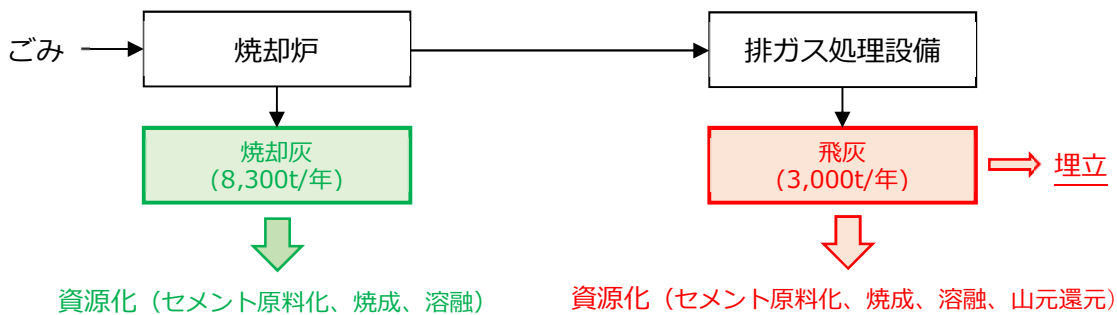 ごみ
焼却炉
排ガス処理設備
焼却灰
(8,300t/年)
飛灰
(3,000t/年)
埋立
資源化（セメント原料化、焼成、溶融）
資源化（セメント原料化、焼成、溶融、山元還元）